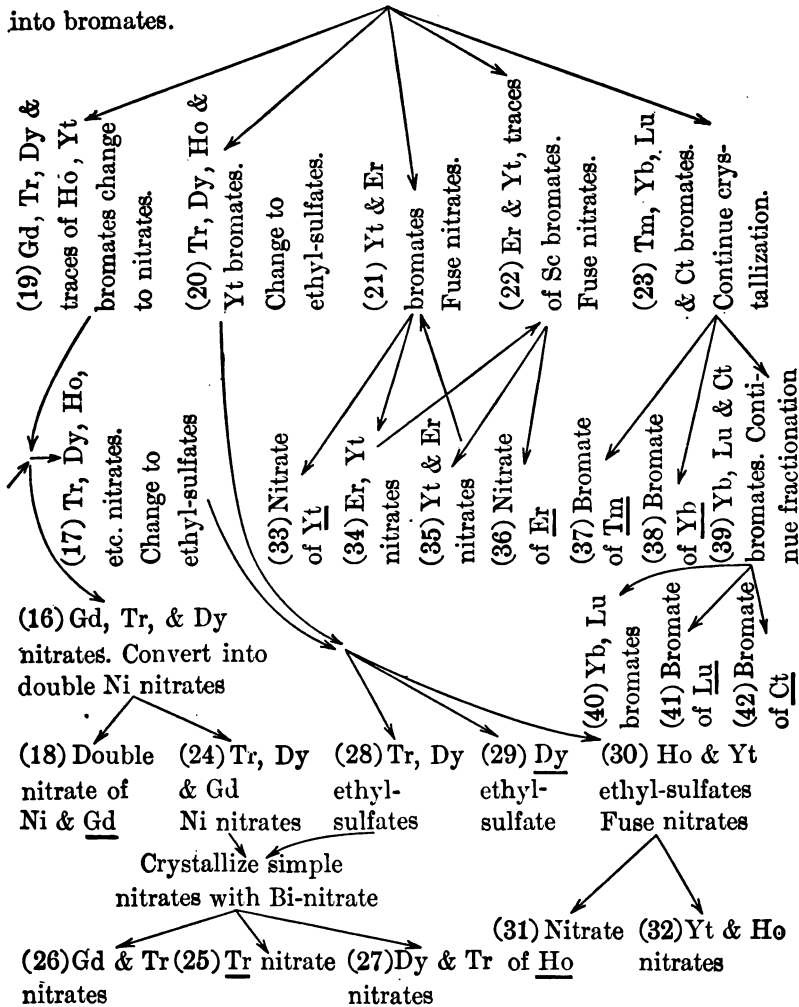 into bromates.
(19) Gd, Tr, Dy &
traces of Ho, Yt
bromates change
to nitrates.
(20) Tr, Dy, Ho &
Yt bromates.
Change to
ethyl-sulfates.
(21) Yt & Er
bromates
Fuse nitrates.
(22) Er & Yt, traces
of Sc bromates.
Fuse nitrates.
(23) Tm, Yb, Lu
& Ct bromates.
Continue crys-
tallization.
(17) Tr, Dy, Ho,
etc. nitrates.
Change to
ethyl-sulfates
(33) Nitrate
of Yt
(34) Er, Yt
nitrates
(35) Yt & Er
nitrates
(36) Nitrate
of Er
(37) Bromate
of Tm
(38) Bromate
of Yb
(39) Yb, Lu & Ct
bromates. Conti-
nue fractionation
(16) Gd, Tr, & Dy
nitrates. Convert into
double Ni nitrates
(40) Yb, Lu
bromates
(41) Bromate
of Lu
(42) Bromate
of Ct
(18) Double
nitrate of
Ni & Gd
(24) Tr, Dy
& Gd
Ni nitrates
(28) Tr, Dy
ethyl-
sulfates
(29) Dy
ethyl-
sulfate
(30) Ho & Yt
ethyl-sulfates
Fuse nitrates
Crystallize simple
nitrates with Bi-nitrate
(31) Nitrate
of Ho
(32) Yt & Ho
nitrates
(26) Gd & Tr
nitrates
(25) Tr nitrate
(27) Dy & Tr
nitrates